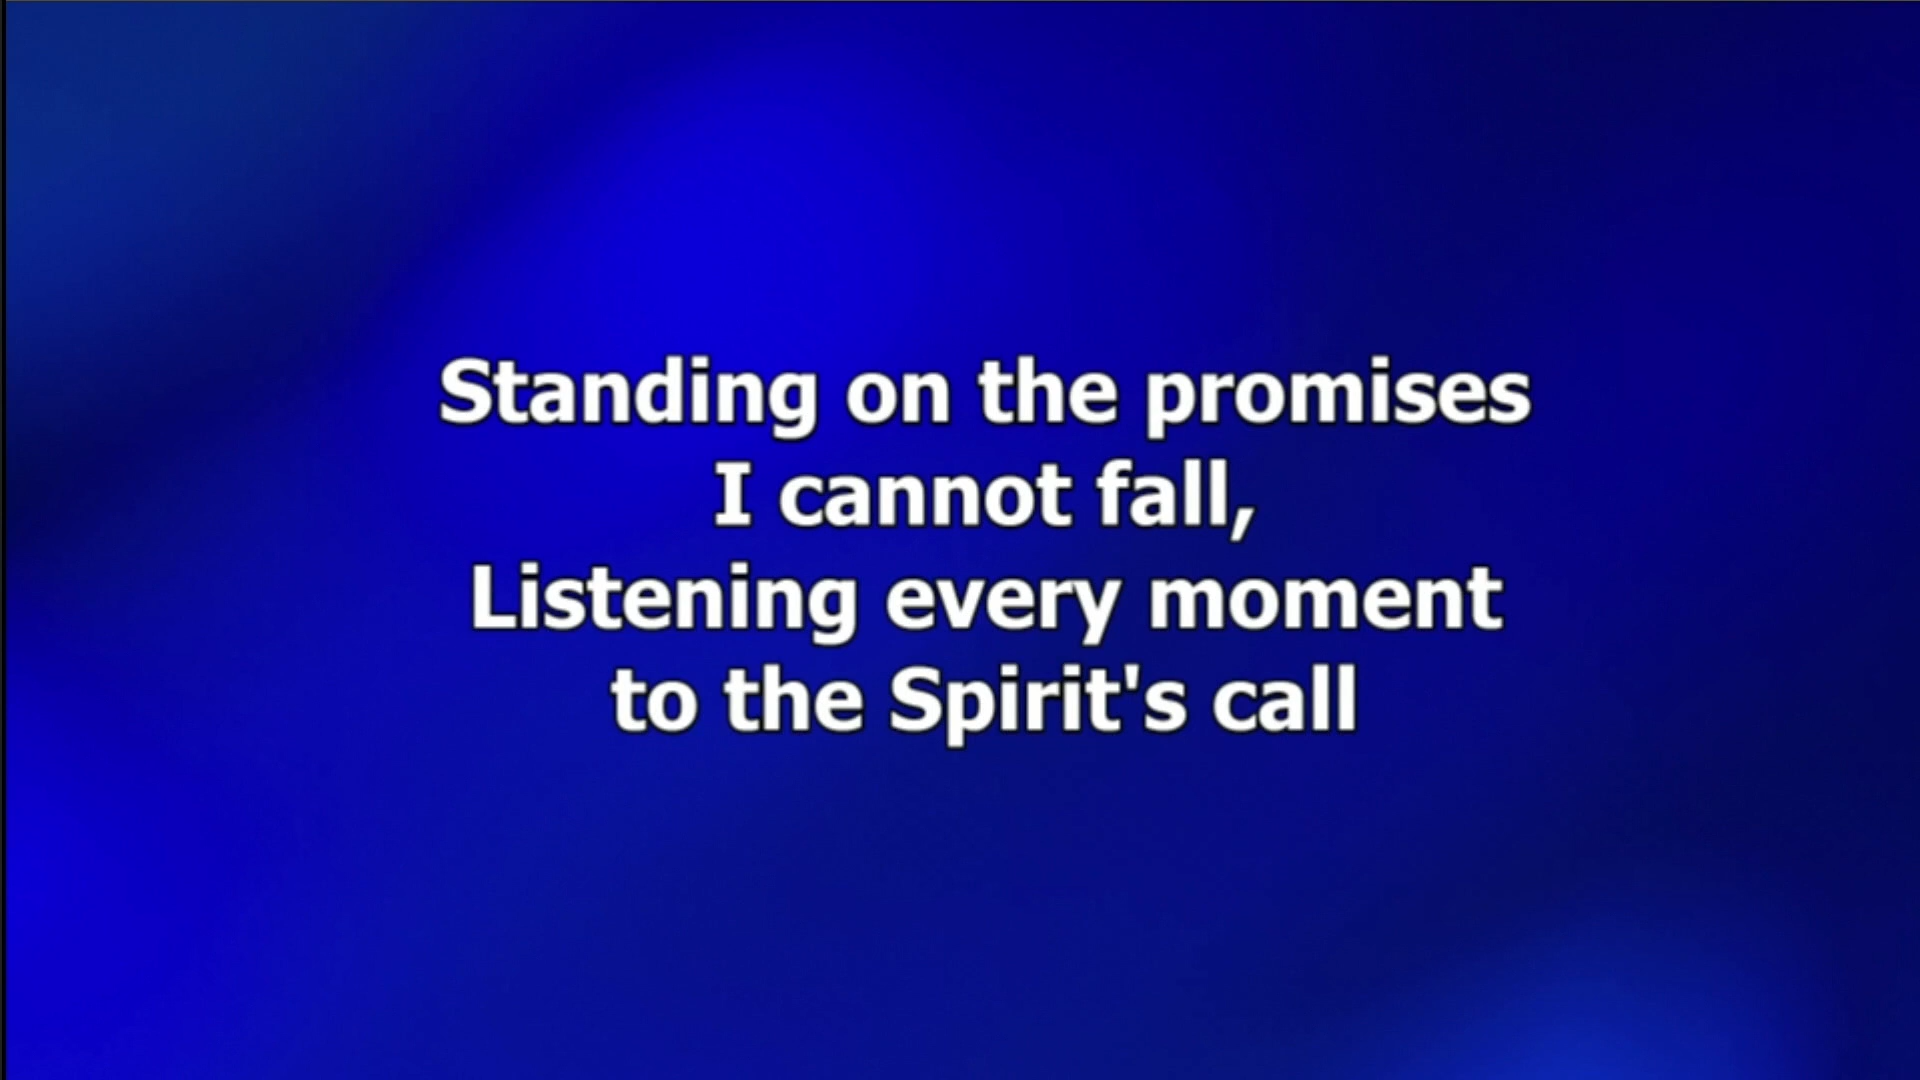 Standing on the promises
I cannot fall,
Listening every moment
to the Spirit's call